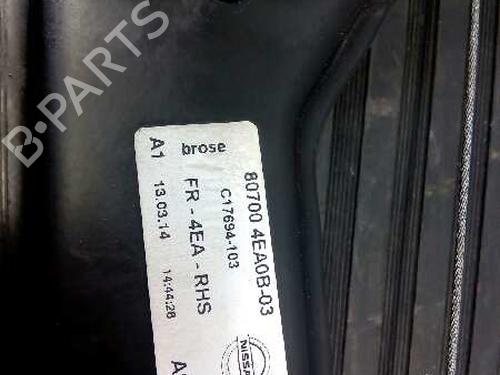 B-PARTS
brose
A1
80700 4EA0B-03
C17694-103
FR - 4EA - RHS
13.03.14
14:44:28
NISSAN